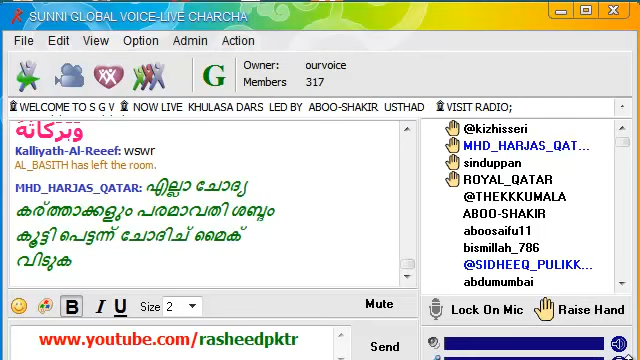 SUNNI GLOBAL VOICE-LIVE CHARCHA
File Edit View Option Admin Action
G
Owner: ourvoice
Members 317
WELCOME TO S G V NOW LIVE KHULASA DARS LED BY ABOO-SHAKIR USTHAD VISIT RADIO;
وبركاته
Kalliyath-Al-Reeef: wswr
AL_BASITH has left the room.
MHD_HARJAS_QATAR: എല്ലാ ചോദ്യ
കര്‍ത്താക്കളും പരമാവതി ശബ്ദം
കൂട്ടി പെട്ടന്ന് ചോദിച് മൈക്
വിടുക
@kizhisseri
MHD_HARJAS_QAT...
sinduppan
ROYAL_QATAR
@THEKKKUMALA
ABOO-SHAKIR
aboosaifu11
bismillah_786
@SIDHEEQ_PULIKK...
abdumumbai
B I U Size 2 Mute
Lock On Mic Raise Hand
www.youtube.com/rasheedpktr
Send